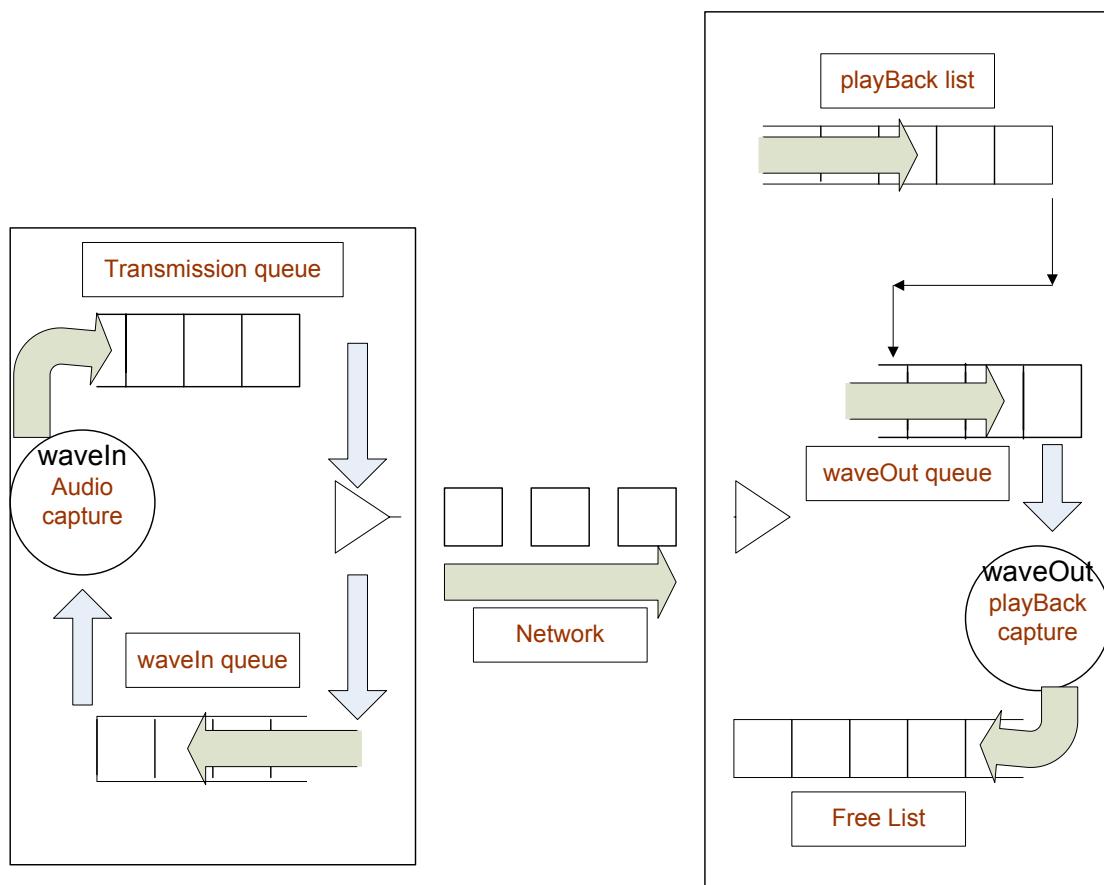 playBack list
Transmission queue
waveIn
Audio
capture
waveIn queue
Network
waveOut queue
waveOut
playBack
capture
Free List